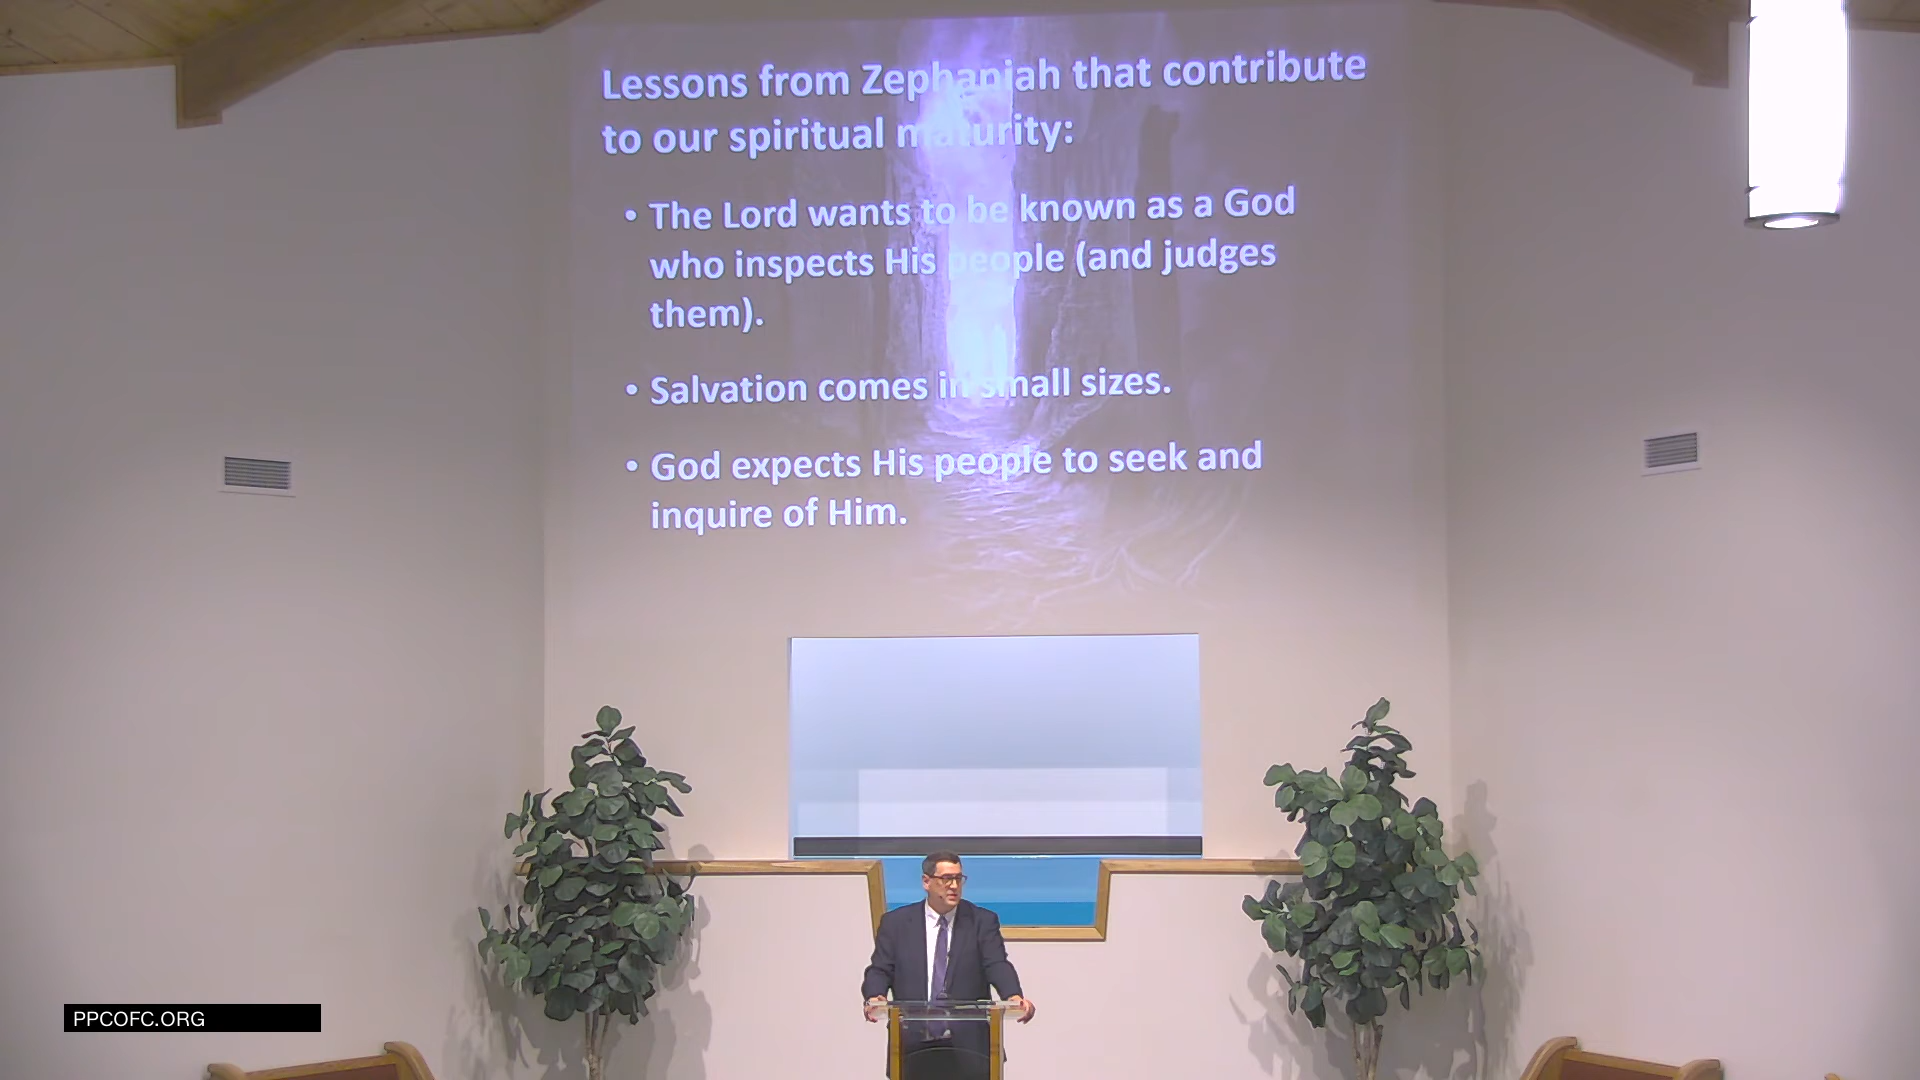 Lessons from Zephaniah that contribute
to our spiritual maturity:
• The Lord wants to be known as a God
who inspects His people (and judges
them).
• Salvation comes in small sizes.
• God expects His people to seek and
inquire of Him.
PPCOFC.ORG